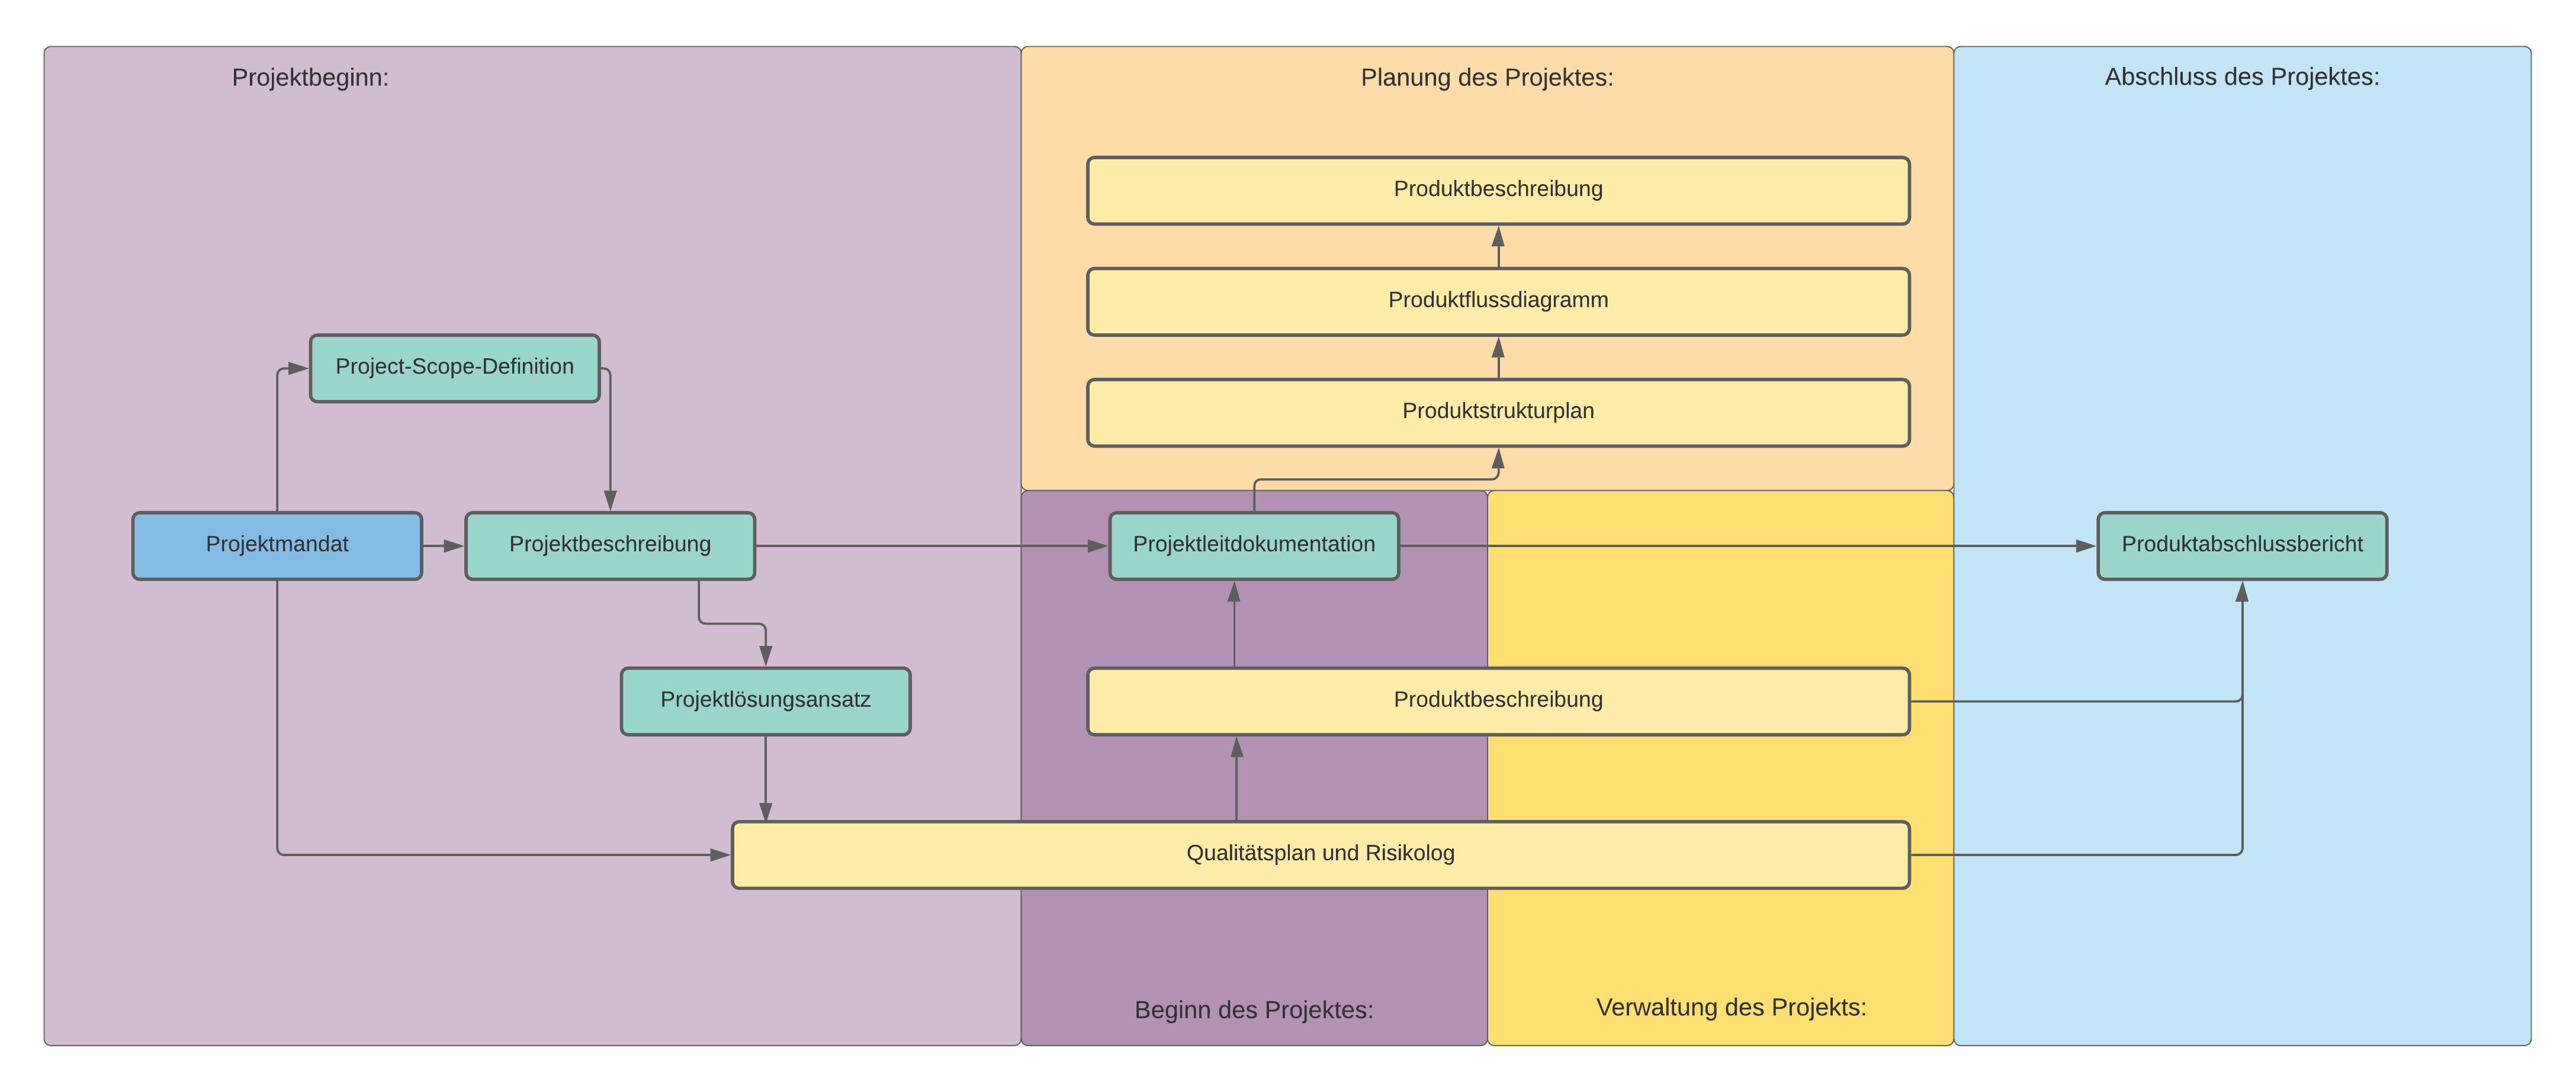 Projektbeginn:
Planung des Projektes:
Abschluss des Projektes:
Produktbeschreibung
Produktflussdiagramm
Project-Scope-Definition
Produktstrukturplan
Projektmandat
Projektbeschreibung
Projektleitdokumentation
Produktabschlussbericht
Projektlösungsansatz
Produktbeschreibung
Qualitätsplan und Risikolog
Beginn des Projektes:
Verwaltung des Projekts: